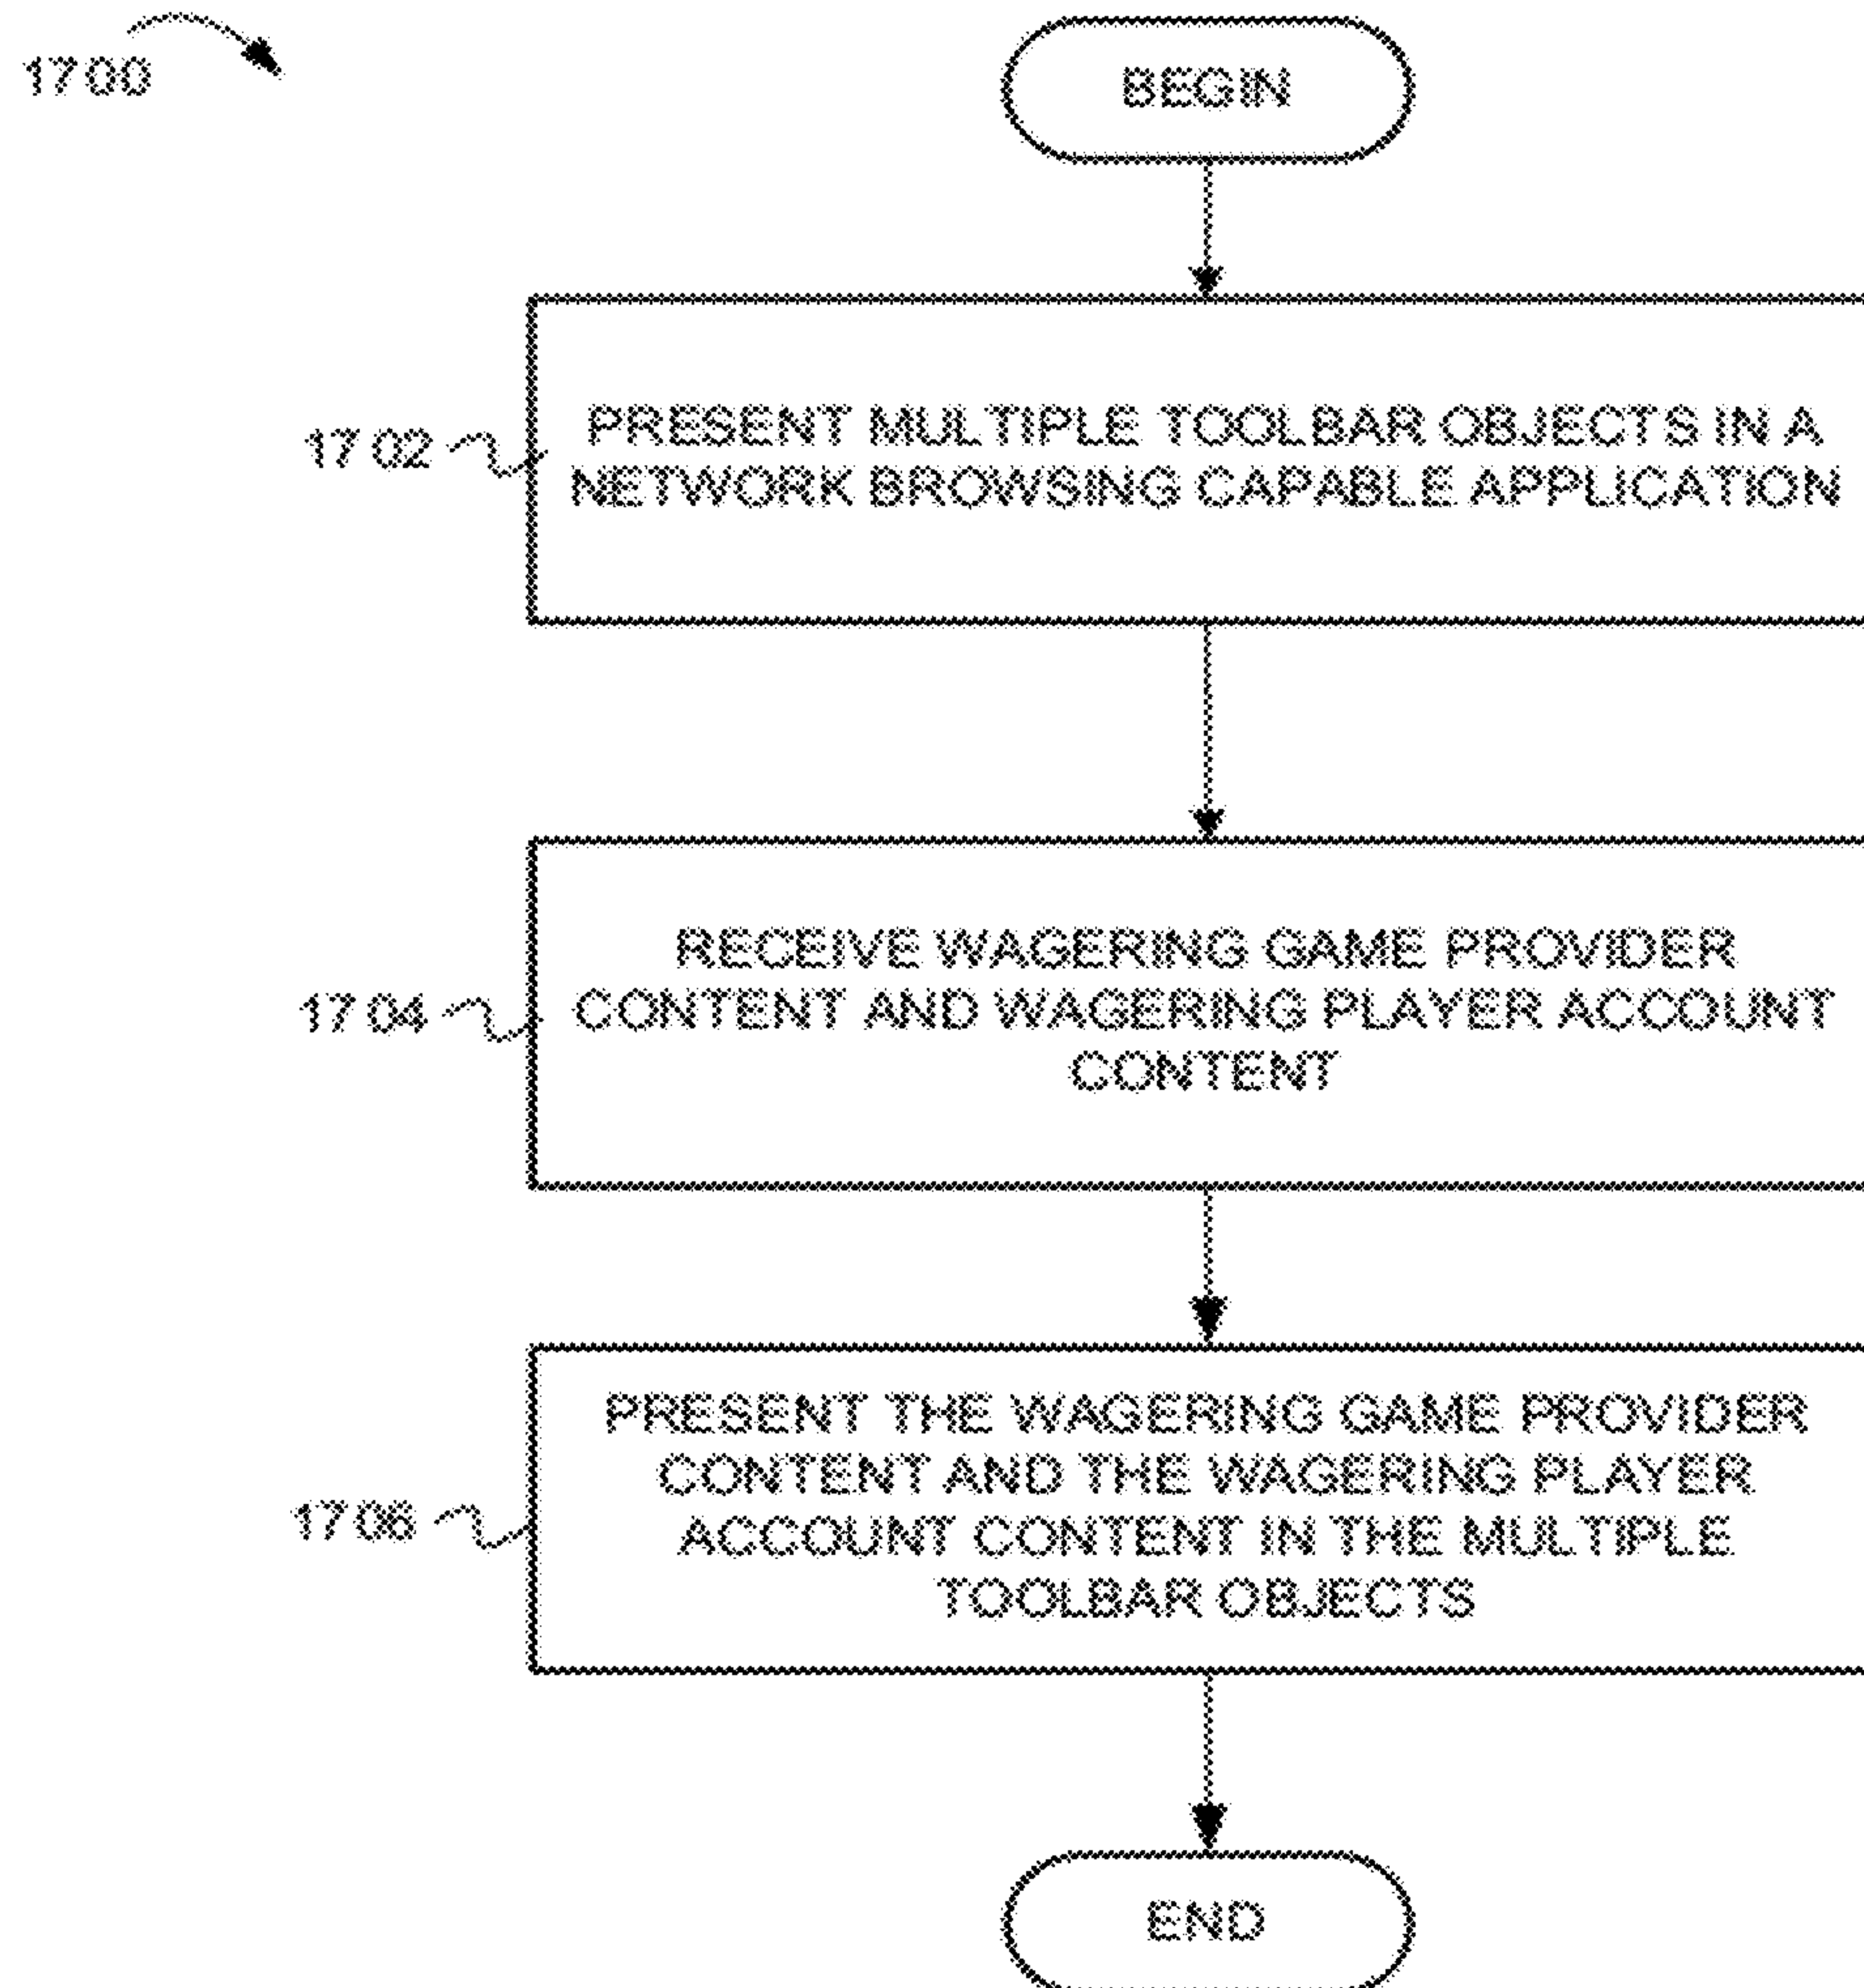 1700
BEGIN
1702
PRESENT MULTIPLE TOOLBAR OBJECTS IN A
NETWORK BROWSING CAPABLE APPLICATION
1704
RECEIVE WAGERING GAME PROVIDER
CONTENT AND WAGERING PLAYER ACCOUNT
CONTENT
1706
PRESENT THE WAGERING GAME PROVIDER
CONTENT AND THE WAGERING PLAYER
ACCOUNT CONTENT IN THE MULTIPLE
TOOLBAR OBJECTS
END